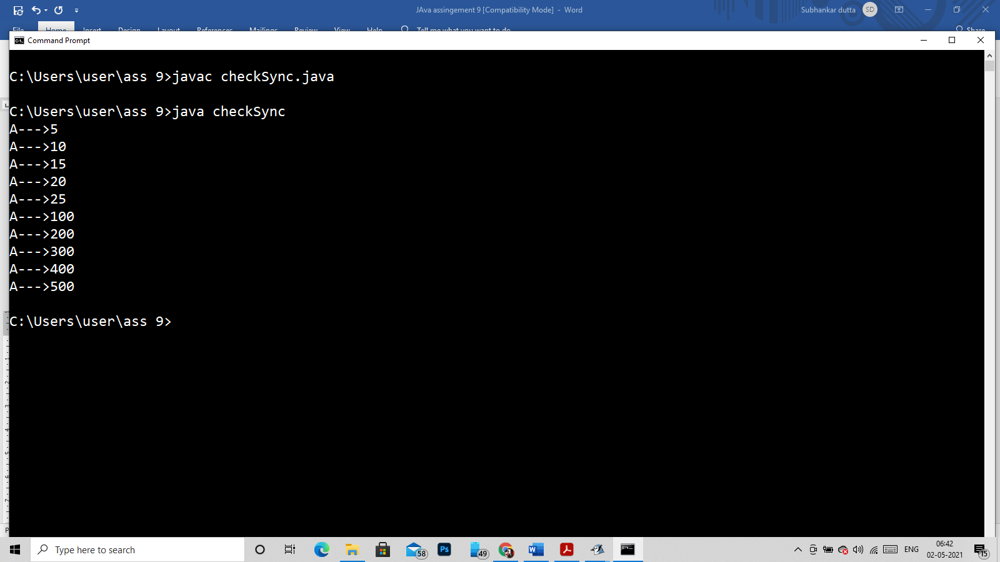 JAva assingement 9 [Compatibility Mode] - Word
Subhankar dutta
SD
File Home Insert Design Layout References Mailings Review View Help Tell me what you want to do
Share
Command Prompt
C:\Users\user\ass 9>javac checkSync.java
C:\Users\user\ass 9>java checkSync
A--->5
A--->10
A--->15
A--->20
A--->25
A--->100
A--->200
A--->300
A--->400
A--->500
C:\Users\user\ass 9>
Type here to search
58
Ps
49
W
ENG
06:42
02-05-2021
15